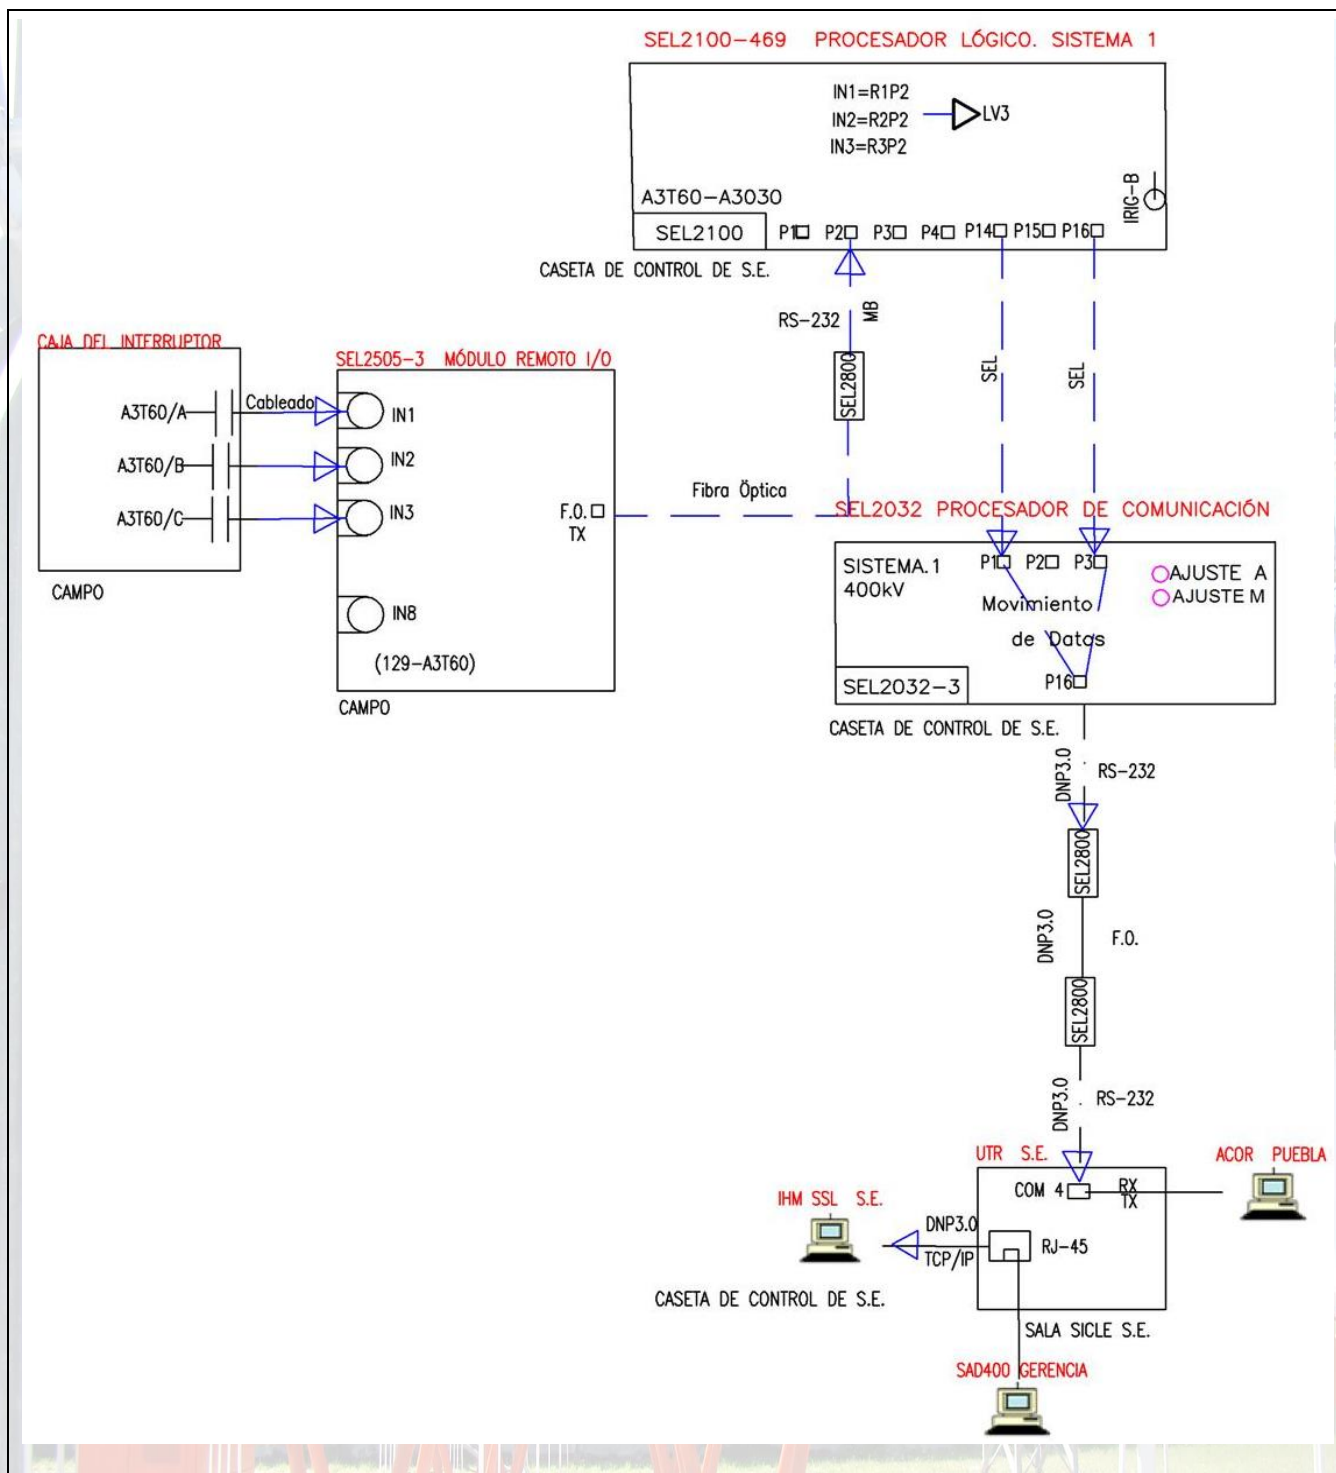 SEL2100-469 PROCESADOR LÓGICO. SISTEMA 1
IN1=R1P2
IN2=R2P2
IN3=R3P2
LV3
IRIG-B
A3T60-A3030
SEL2100
P1
P2
P3
P4
P14
P15
P16
CASETA DE CONTROL DE S.E.
RS-232
MB
SEL2800
SEL
SEL
CAJA DEL INTERRUPTOR
A3T60/A
A3T60/B
A3T60/C
CAMPO
Cableado
SEL2505-3 MÓDULO REMOTO I/O
IN1
IN2
IN3
IN8
F.O.
TX
(129-A3T60)
CAMPO
Fibra Öptica
SEL2032 PROCESADOR DE COMUNICACIÓN
SISTEMA.1
400kV
P1
P2
P3
AJUSTE A
AJUSTE M
Movimiento
de Datos
P16
SEL2032-3
CASETA DE CONTROL DE S.E.
DNP3.0
RS-232
SEL2800
DNP3.0
F.O.
SEL2800
DNP3.0
RS-232
UTR S.E.
COM 4
RX
TX
ACOR PUEBLA
IHM SSL S.E.
DNP3.0
TCP/IP
RJ-45
CASETA DE CONTROL DE S.E.
SALA SICLE S.E.
SAD400 GERENCIA